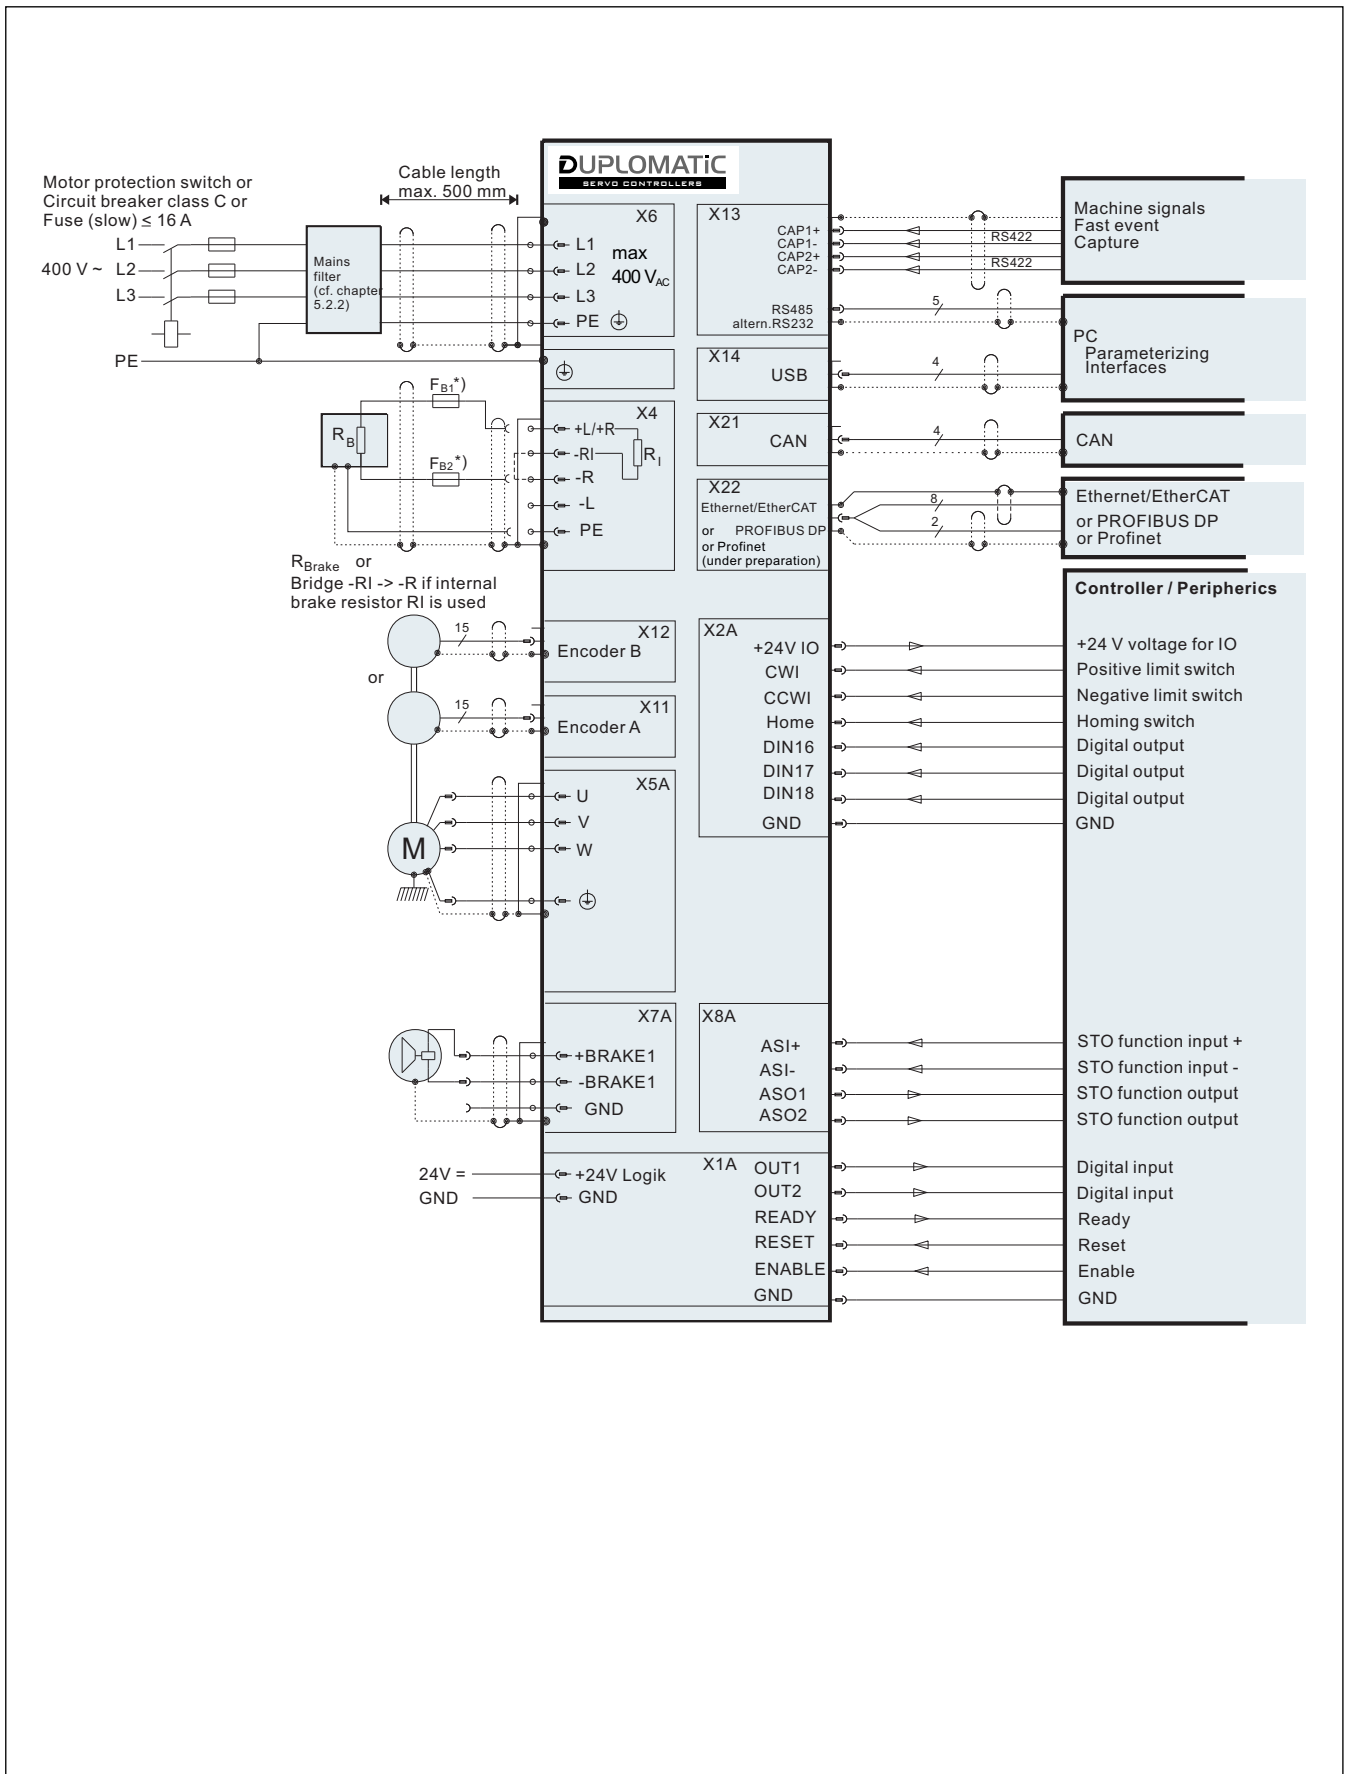 DUPLOMATiC
SERVO CONTROLLERS
Motor protection switch or
Circuit breaker class C or
Fuse (slow) ≤ 16 A
Cable length
max. 500 mm
L1
400 V ~ L2
L3
PE
Mains
filter
(cf. chapter
5.2.2)
X6
L1
L2
L3
PE
max
400 VAC
X4
FB1*)
FB2*)
RB
+L/+R
-RI
-R
-L
PE
RI
RBrake or
Bridge -RI -> -R if internal
brake resistor RI is used
15
X12
Encoder B
or
15
X11
Encoder A
X5A
U
V
W
M
X7A
+BRAKE1
-BRAKE1
GND
24V =
GND
+24V Logik
GND
X13
CAP1+
CAP1-
CAP2+
CAP2-
RS422
RS422
RS485
altern.RS232
5
Machine signals
Fast event
Capture
X14
USB
4
PC
Parameterizing
Interfaces
X21
CAN
4
CAN
X22
Ethernet/EtherCAT
or PROFIBUS DP
or Profinet
(under preparation)
8
2
Ethernet/EtherCAT
or PROFIBUS DP
or Profinet
Controller / Peripherics
X2A
+24V IO
CWI
CCWI
Home
DIN16
DIN17
DIN18
GND
+24 V voltage for IO
Positive limit switch
Negative limit switch
Homing switch
Digital output
Digital output
Digital output
GND
X8A
ASI+
ASI-
ASO1
ASO2
STO function input +
STO function input -
STO function output
STO function output
X1A
OUT1
OUT2
READY
RESET
ENABLE
GND
Digital input
Digital input
Ready
Reset
Enable
GND